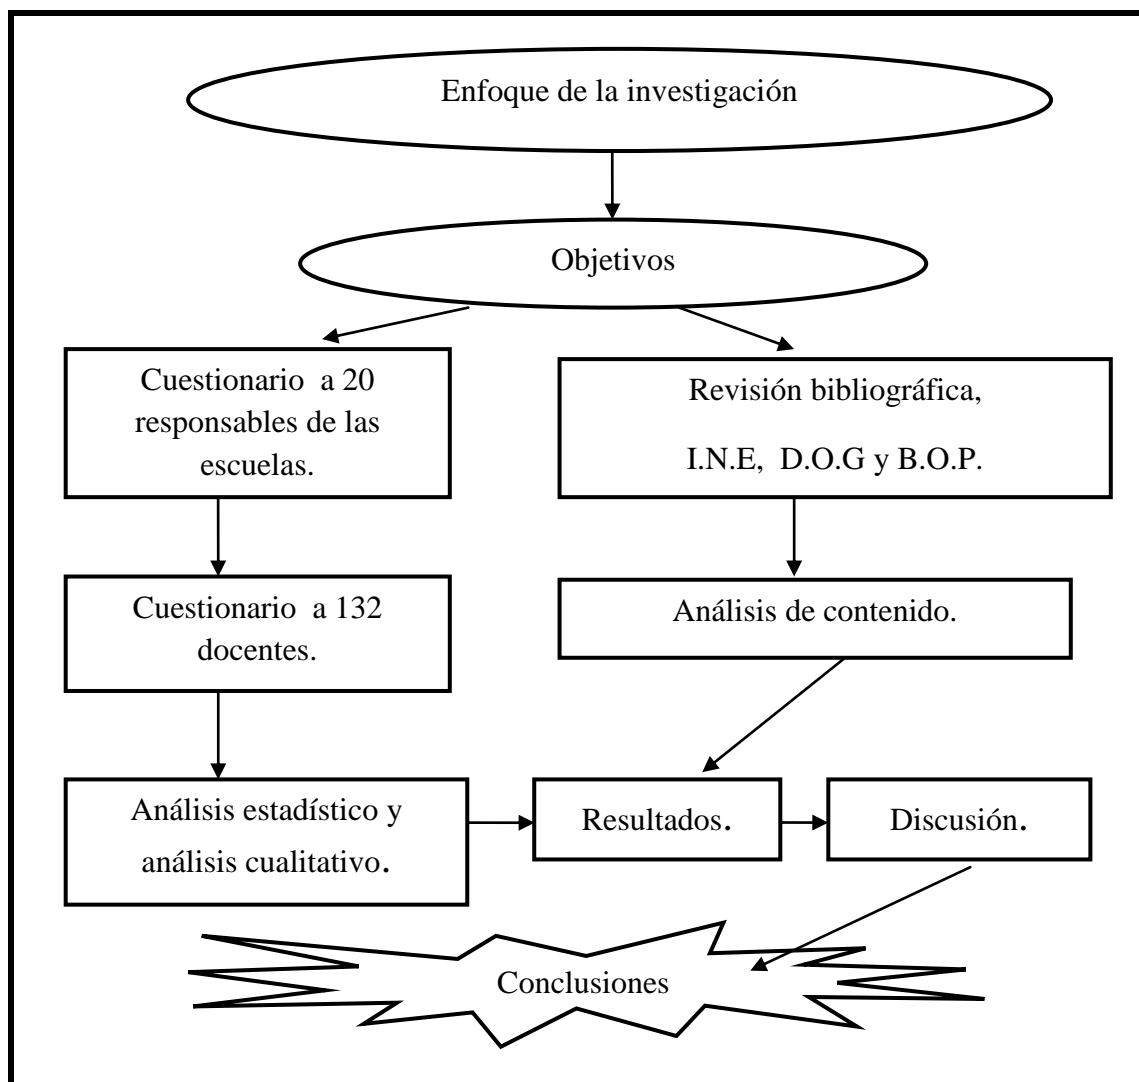 Enfoque de la investigación
Objetivos
Cuestionario a 20
responsables de las
escuelas.
Revisión bibliográfica,
I.N.E, D.O.G y B.O.P.
Cuestionario a 132
docentes.
Análisis de contenido.
Análisis estadístico y
análisis cualitativo.
Resultados.
Discusión.
Conclusiones